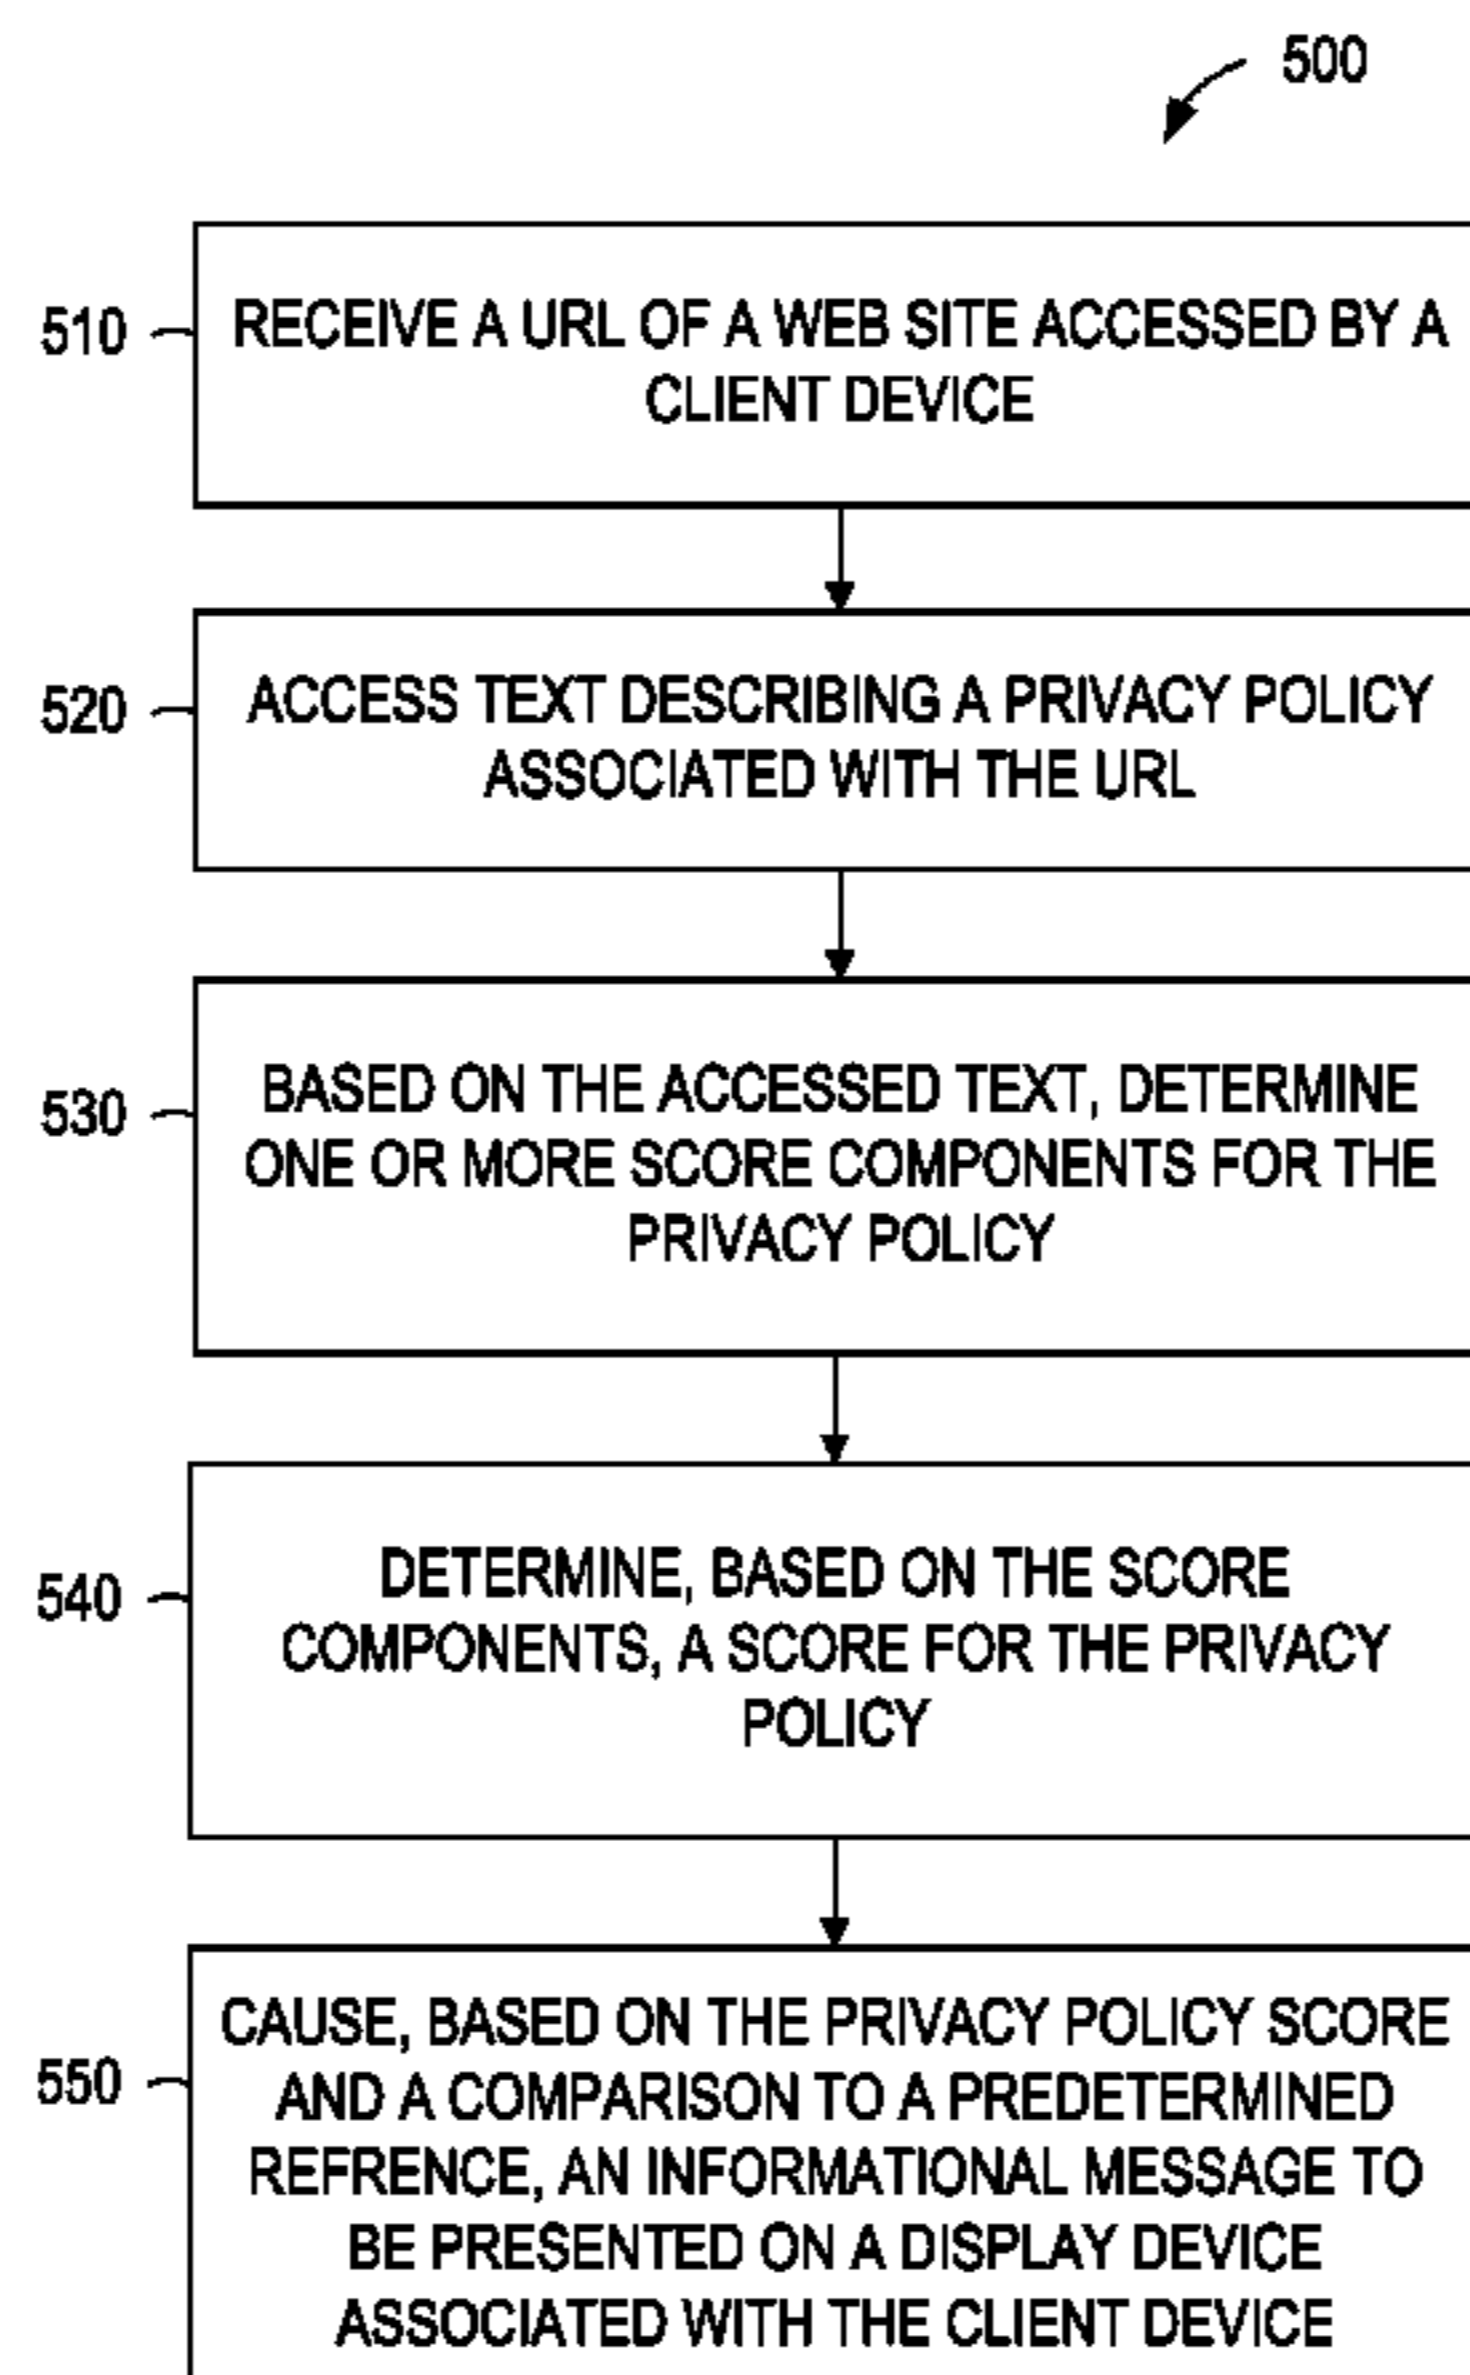 500
510
RECEIVE A URL OF A WEB SITE ACCESSED BY A
CLIENT DEVICE
520
ACCESS TEXT DESCRIBING A PRIVACY POLICY
ASSOCIATED WITH THE URL
530
BASED ON THE ACCESSED TEXT, DETERMINE
ONE OR MORE SCORE COMPONENTS FOR THE
PRIVACY POLICY
540
DETERMINE, BASED ON THE SCORE
COMPONENTS, A SCORE FOR THE PRIVACY
POLICY
550
CAUSE, BASED ON THE PRIVACY POLICY SCORE
AND A COMPARISON TO A PREDETERMINED
REFRENCE, AN INFORMATIONAL MESSAGE TO
BE PRESENTED ON A DISPLAY DEVICE
ASSOCIATED WITH THE CLIENT DEVICE